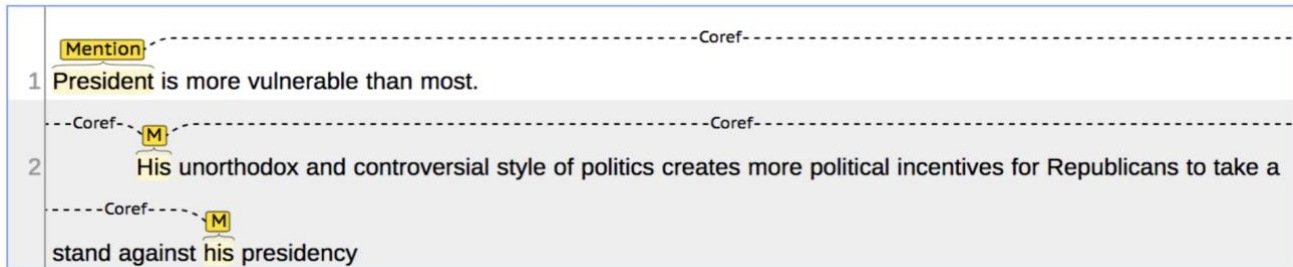 Coref
Mention
1 President is more vulnerable than most.
Coref M Coref
2 His unorthodox and controversial style of politics creates more political incentives for Republicans to take a
Coref M
stand against his presidency